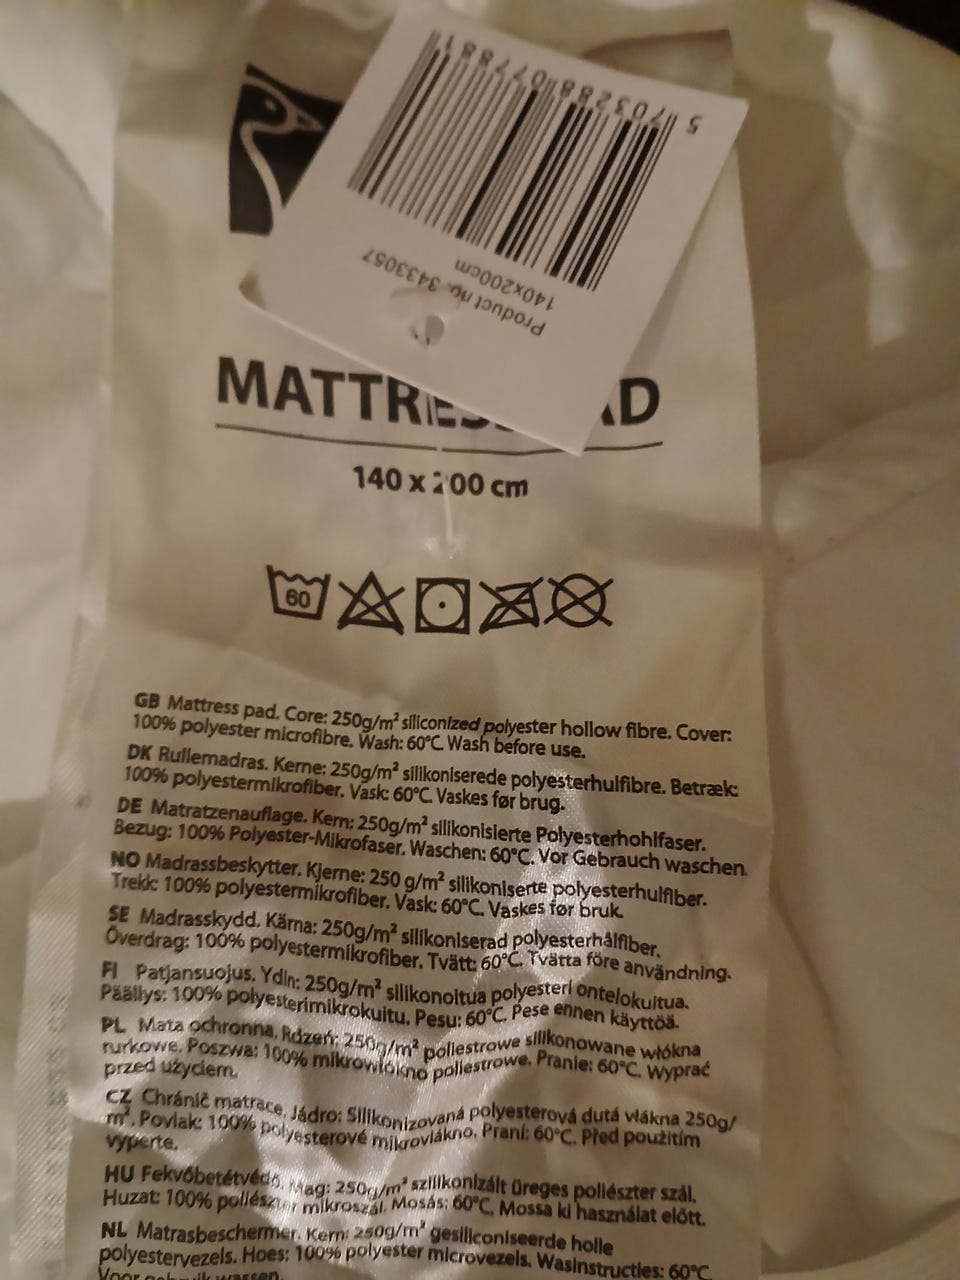 5 703288 077881
Product no. 3433057
140x200cm
140 x 200 cm
60
GB Mattress pad. Core: 250g/m² siliconized polyester hollow fibre. Cover:
100% polyester microfibre. Wash: 60°C. Wash before use.
DK Rullemadras. Kerne: 250g/m² silikoniserede polyesterhulfibre. Betræk:
100% polyestermikrofiber. Vask: 60°C. Vaskes før brug.
DE Matratzenauflage. Kern: 250g/m² silikonisierte Polyesterhohlfaser.
Bezug: 100% Polyester-Mikrofaser. Waschen: 60°C. Vor Gebrauch waschen.
NO Madrassbeskytter. Kjerne: 250 g/m² silikoniserte polyesterhulfiber.
Trekk: 100% polyestermikrofiber. Vask: 60°C. Vaskes før bruk.
SE Madrasskydd. Kärna: 250g/m² silikoniserad polyesterhålfiber.
Överdrag: 100% polyestermikrofiber. Tvätt: 60°C. Tvätta före användning.
FI Patjansuojus. Ydin: 250g/m² silikonoitua polyesteri ontelokuitua.
Päällys: 100% polyesterimikrokuitu. Pesu: 60°C. Pese ennen käyttöä.
PL Mata ochronna. Rdzeń: 250g/m² poliestrowe silikonowane włókna
rurkowe. Poszwa: 100% mikrowłókno poliestrowe. Pranie: 60°C. Wyprać
przed użyciem.
CZ Chránič matrace. Jádro: Silikonizovaná polyesterová dutá vlákna 250g/
m². Povlak: 100% polyesterové mikrovlákno. Praní: 60°C. Před použitím
vyperte.
HU Fekvőbetétvédő. Mag: 250g/m² szilikonizált üreges poliészter szál.
Huzat: 100% poliészter mikroszál. Mosás: 60°C. Mossa ki használat előtt.
NL Matrasbeschermer. Kern: 250g/m² gesiliconiseerde holle
polyestervezels. Hoes: 100% polyester microvezels. Wasinstructies: 60°C.
Voor gebruik wassen.